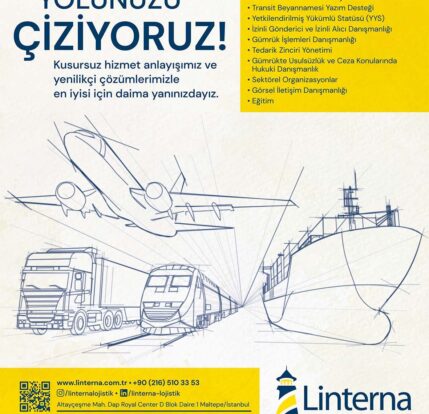 YOLUNUZU
ÇİZİYORUZ!
Kusursuz hizmet anlayışımız ve
yenilikçi çözümlerimizle
en iyisi için daima yanınızdayız.
• Transit Beyannamesi Yazım Desteği
• Yetkilendirilmiş Yükümlü Statüsü (YYS)
• İzinli Gönderici ve İzinli Alıcı Danışmanlığı
• Gümrük İşlemleri Danışmanlığı
• Tedarik Zinciri Yönetimi
• Gümrükte Usulsüzlük ve Ceza Konularında
Hukuki Danışmanlık
• Sektörel Organizasyonlar
• Görsel İletişim Danışmanlığı
• Eğitim
www.linterna.com.tr • +90 (216) 510 33 53
/linternalojistik • in/linterna-lojistik
Altayçeşme Mah. Dap Royal Center D Blok Daire:1 Maltepe/İstanbul
Linterna